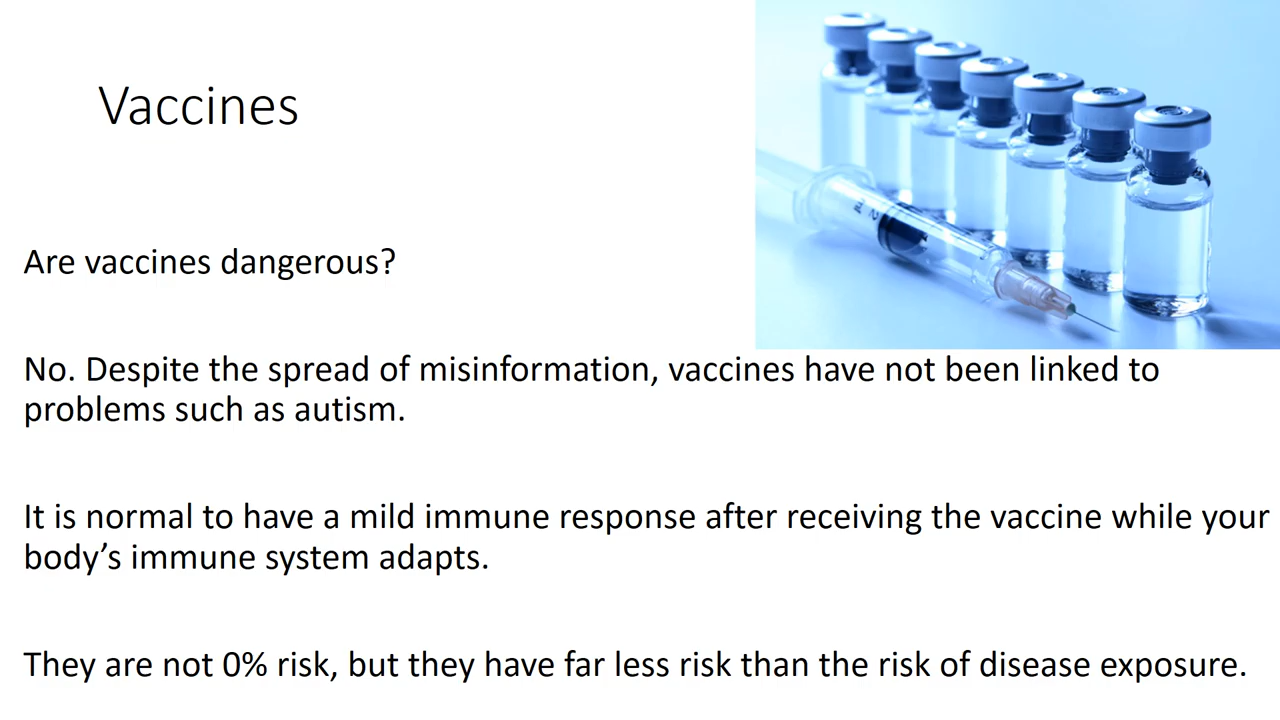 Vaccines
Are vaccines dangerous?
No. Despite the spread of misinformation, vaccines have not been linked to
problems such as autism.
It is normal to have a mild immune response after receiving the vaccine while your
body’s immune system adapts.
They are not 0% risk, but they have far less risk than the risk of disease exposure.